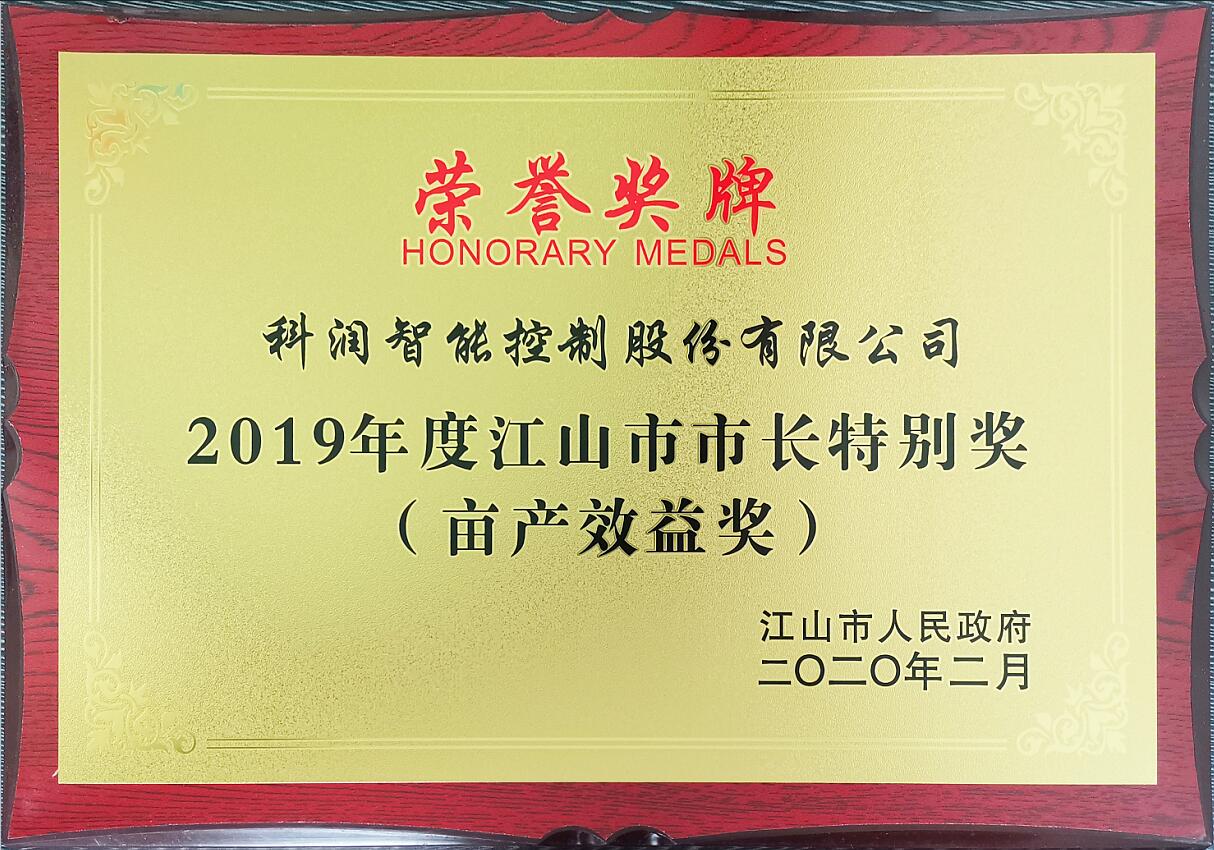 荣誉奖牌
HONORARY MEDALS
科润智能控制股份有限公司
2019年度江山市市长特别奖
（亩产效益奖）
江山市人民政府
二〇二〇年二月